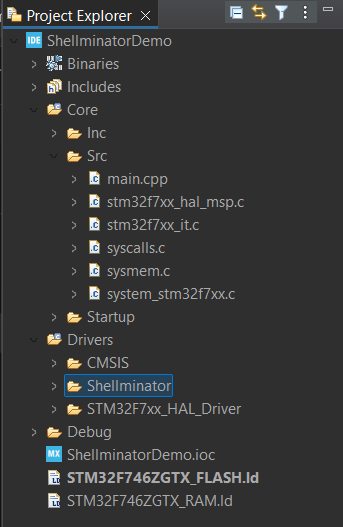 Project Explorer
IDE ShellminatorDemo
Binaries
Includes
Core
Inc
Src
main.cpp
stm32f7xx_hal_msp.c
stm32f7xx_it.c
syscalls.c
sysmem.c
system_stm32f7xx.c
Startup
Drivers
CMSIS
Shellminator
STM32F7xx_HAL_Driver
Debug
MX ShellminatorDemo.ioc
STM32F746ZGTX_FLASH.ld
STM32F746ZGTX_RAM.ld